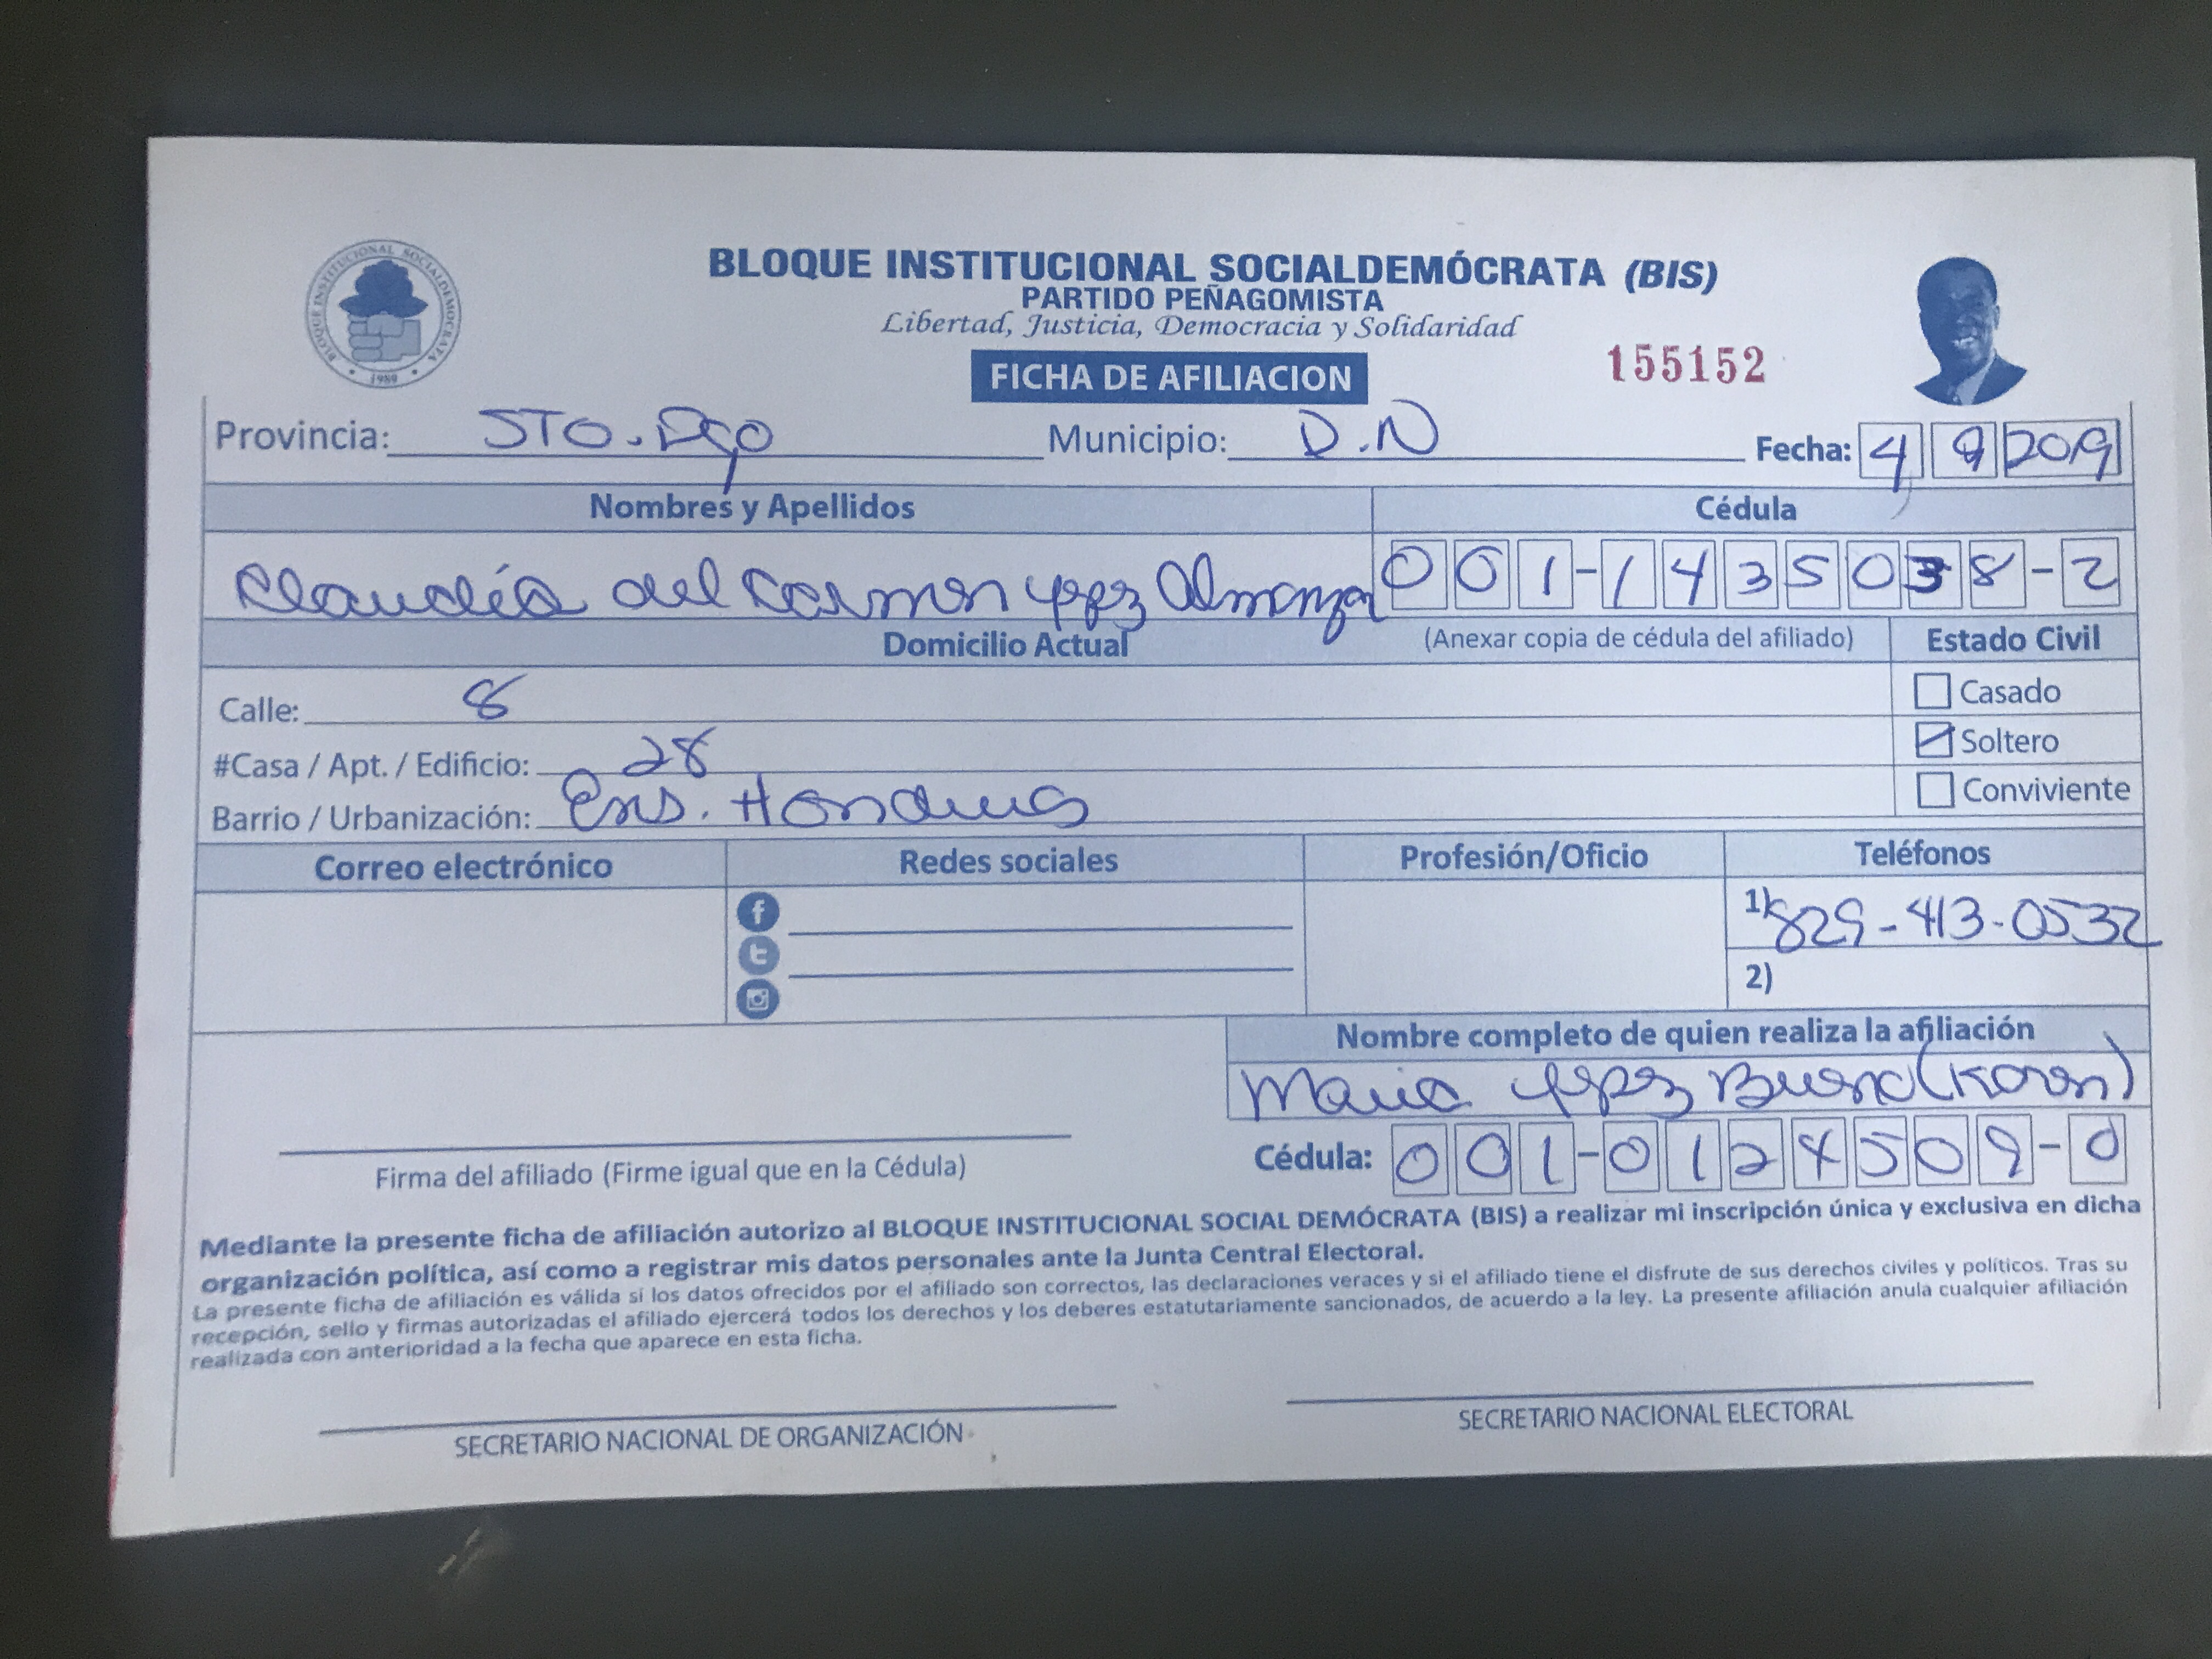 BLOQUE INSTITUCIONAL SOCIALDEMOCRATA
1989
BLOQUE INSTITUCIONAL SOCIALDEMÓCRATA (BIS)
PARTIDO PEÑAGOMISTA
Libertad, Justicia, Democracia y Solidaridad
FICHA DE AFILIACION
155152
Provincia: STO. Dgo Municipio: D.N Fecha: 4 9 2019
Nombres y Apellidos Cédula
Claudia del Carmen Yepez Almanzar 001-1435038-2
Domicilio Actual (Anexar copia de cédula del afiliado) Estado Civil
Calle: 8 Casado
#Casa / Apt. / Edificio: 28 Soltero
Barrio / Urbanización: Ens. Honduras Conviviente
Correo electrónico Redes sociales Profesión/Oficio Teléfonos
1) 829-413-0532
2)
Nombre completo de quien realiza la afiliación
Maria Yepez Bueno (Karen)
Cédula: 001-0124509-0
Firma del afiliado (Firme igual que en la Cédula)
Mediante la presente ficha de afiliación autorizo al BLOQUE INSTITUCIONAL SOCIAL DEMÓCRATA (BIS) a realizar mi inscripción única y exclusiva en dicha
organización política, así como a registrar mis datos personales ante la Junta Central Electoral.
La presente ficha de afiliación es válida si los datos ofrecidos por el afiliado son correctos, las declaraciones veraces y si el afiliado tiene el disfrute de sus derechos civiles y políticos. Tras su
recepción, sello y firmas autorizadas el afiliado ejercerá todos los derechos y los deberes estatutariamente sancionados, de acuerdo a la ley. La presente afiliación anula cualquier afiliación
realizada con anterioridad a la fecha que aparece en esta ficha.
SECRETARIO NACIONAL DE ORGANIZACIÓN SECRETARIO NACIONAL ELECTORAL